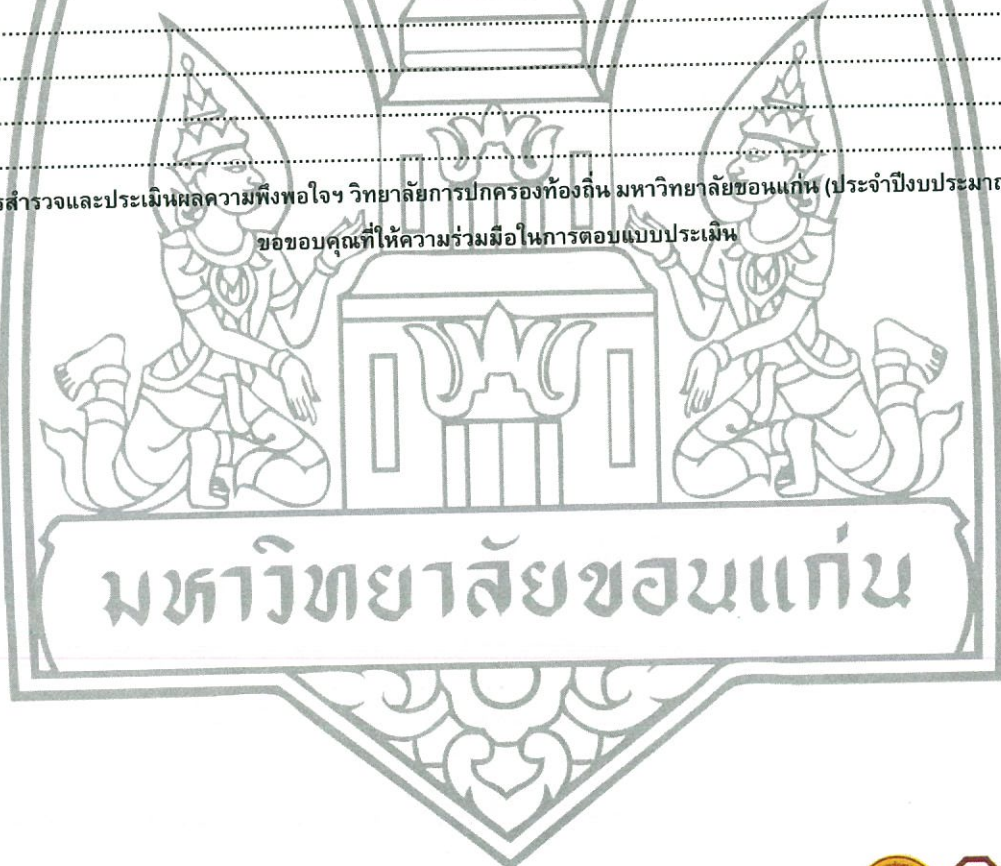 สำรวจและประเมินผลความพึงพอใจฯ วิทยาลัยการปกครองท้องถิ่น มหาวิทยาลัยขอนแก่น (ประจำปีงบประมาณ
ขอขอบคุณที่ให้ความร่วมมือในการตอบแบบประเมิน
มหาวิทยาลัยขอนแก่น